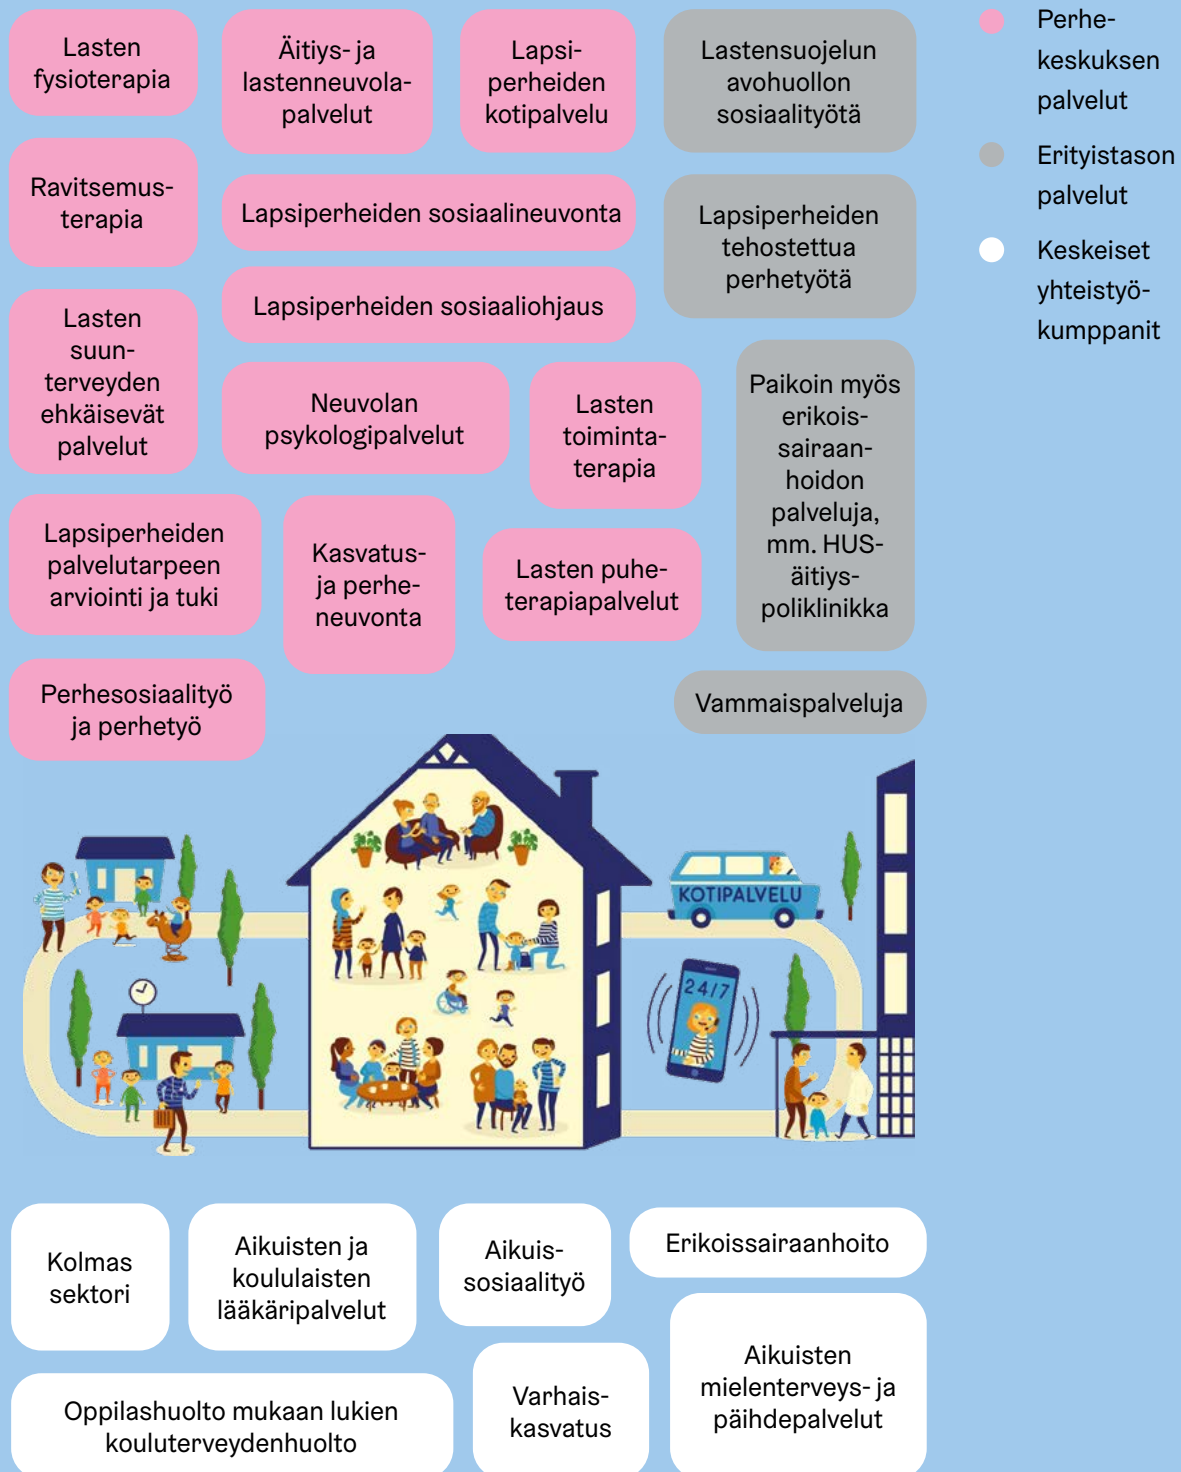 Lasten
fysioterapia
Äitiys- ja
lastenneuvola-
palvelut
Lapsi-
perheiden
kotipalvelu
Lastensuojelun
avohuollon
sosiaalityötä
Ravitsemus-
terapia
Lapsiperheiden sosiaalineuvonta
Lapsiperheiden
tehostettua
perhetyötä
Lapsiperheiden sosiaaliohjaus
Lasten
suun-
terveyden
ehkäisevät
palvelut
Neuvolan
psykologipalvelut
Lasten
toiminta-
terapia
Paikoin myös
erikois-
sairaan-
hoidon
palveluja,
mm. HUS-
äitiys-
poliklinikka
Lapsiperheiden
palvelutarpeen
arviointi ja tuki
Kasvatus-
ja perhe-
neuvonta
Lasten puhe-
terapiapalvelut
Perhesosiaalityö
ja perhetyö
Vammaispalveluja
Perhe-
keskuksen
palvelut
Erityistason
palvelut
Keskeiset
yhteistyö-
kumppanit
KOTIPALVELU
24/7
Kolmas
sektori
Aikuisten ja
koululaisten
lääkäripalvelut
Aikuis-
sosiaalityö
Erikoissairaanhoito
Oppilashuolto mukaan lukien
kouluterveydenhuolto
Varhais-
kasvatus
Aikuisten
mielenterveys- ja
päihdepalvelut